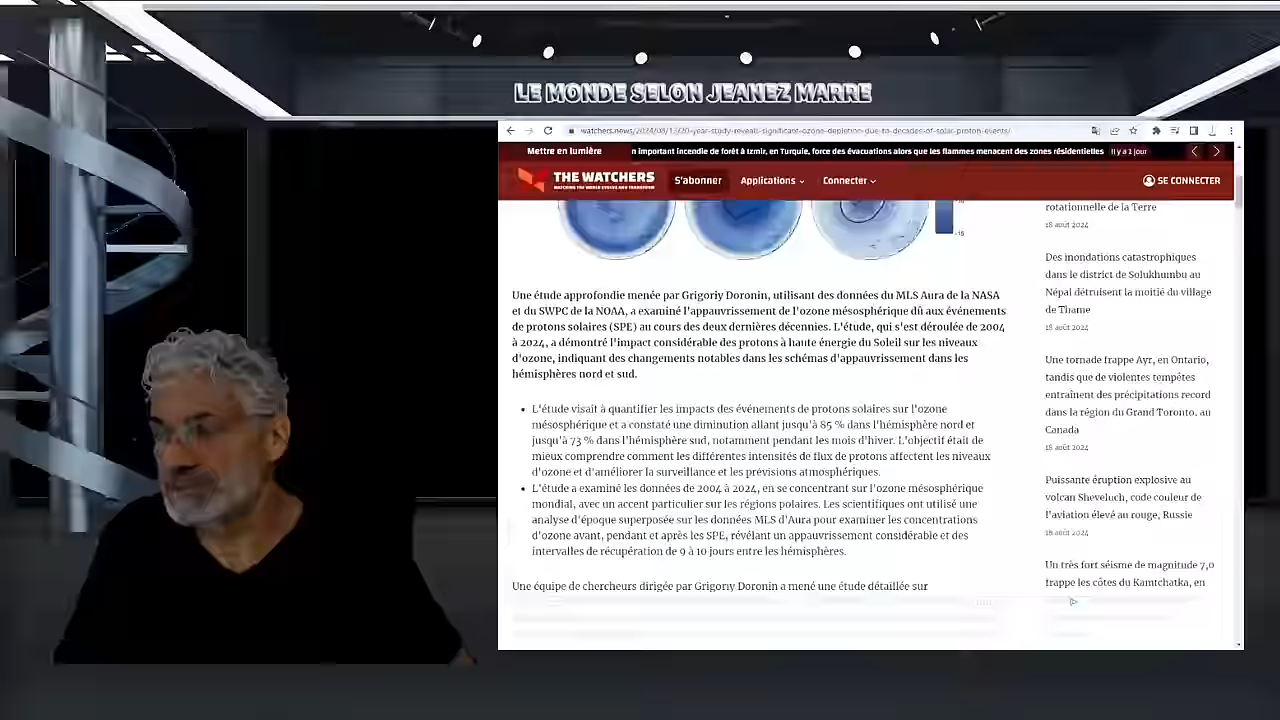 LE MONDE SELON JEANEZ MARRE
watchers.news/2024/08/13/20-year-study-reveals-significant-ozone-depletion-due-to-decades-of-solar-proton-events/
Mettre en lumière
n important incendie de forêt à Izmir, en Turquie, force des évacuations alors que les flammes menacent des zones résidentielles Il y a 1 jour
THE WATCHERS
WATCHING THE WORLD EVOLVE AND TRANSFORM
S'abonner
Applications
Connecter
SE CONNECTER
-15
Une étude approfondie menée par Grigoriy Doronin, utilisant des données du MLS Aura de la NASA
et du SWPC de la NOAA, a examiné l'appauvrissement de l'ozone mésosphérique dû aux événements
de protons solaires (SPE) au cours des deux dernières décennies. L'étude, qui s'est déroulée de 2004
à 2024, a démontré l'impact considérable des protons à haute énergie du Soleil sur les niveaux
d'ozone, indiquant des changements notables dans les schémas d'appauvrissement dans les
hémisphères nord et sud.
• L'étude visait à quantifier les impacts des événements de protons solaires sur l'ozone
mésosphérique et a constaté une diminution allant jusqu'à 85 % dans l'hémisphère nord et
jusqu'à 73 % dans l'hémisphère sud, notamment pendant les mois d'hiver. L'objectif était de
mieux comprendre comment les différentes intensités de flux de protons affectent les niveaux
d'ozone et d'améliorer la surveillance et les prévisions atmosphériques.
• L'étude a examiné les données de 2004 à 2024, en se concentrant sur l'ozone mésosphérique
mondial, avec un accent particulier sur les régions polaires. Les scientifiques ont utilisé une
analyse d'époque superposée sur les données MLS d'Aura pour examiner les concentrations
d'ozone avant, pendant et après les SPE, révélant un appauvrissement considérable et des
intervalles de récupération de 9 à 10 jours entre les hémisphères.
Une équipe de chercheurs dirigée par Grigoriy Doronin a mené une étude détaillée sur
rotationnelle de la Terre
18 août 2024
Des inondations catastrophiques
dans le district de Solukhumbu au
Népal détruisent la moitié du village
de Thame
18 août 2024
Une tornade frappe Ayr, en Ontario,
tandis que de violentes tempêtes
entraînent des précipitations record
dans la région du Grand Toronto, au
Canada
18 août 2024
Puissante éruption explosive au
volcan Sheveluch, code couleur de
l'aviation élevé au rouge, Russie
18 août 2024
Un très fort séisme de magnitude 7,0
frappe les côtes du Kamtchatka, en